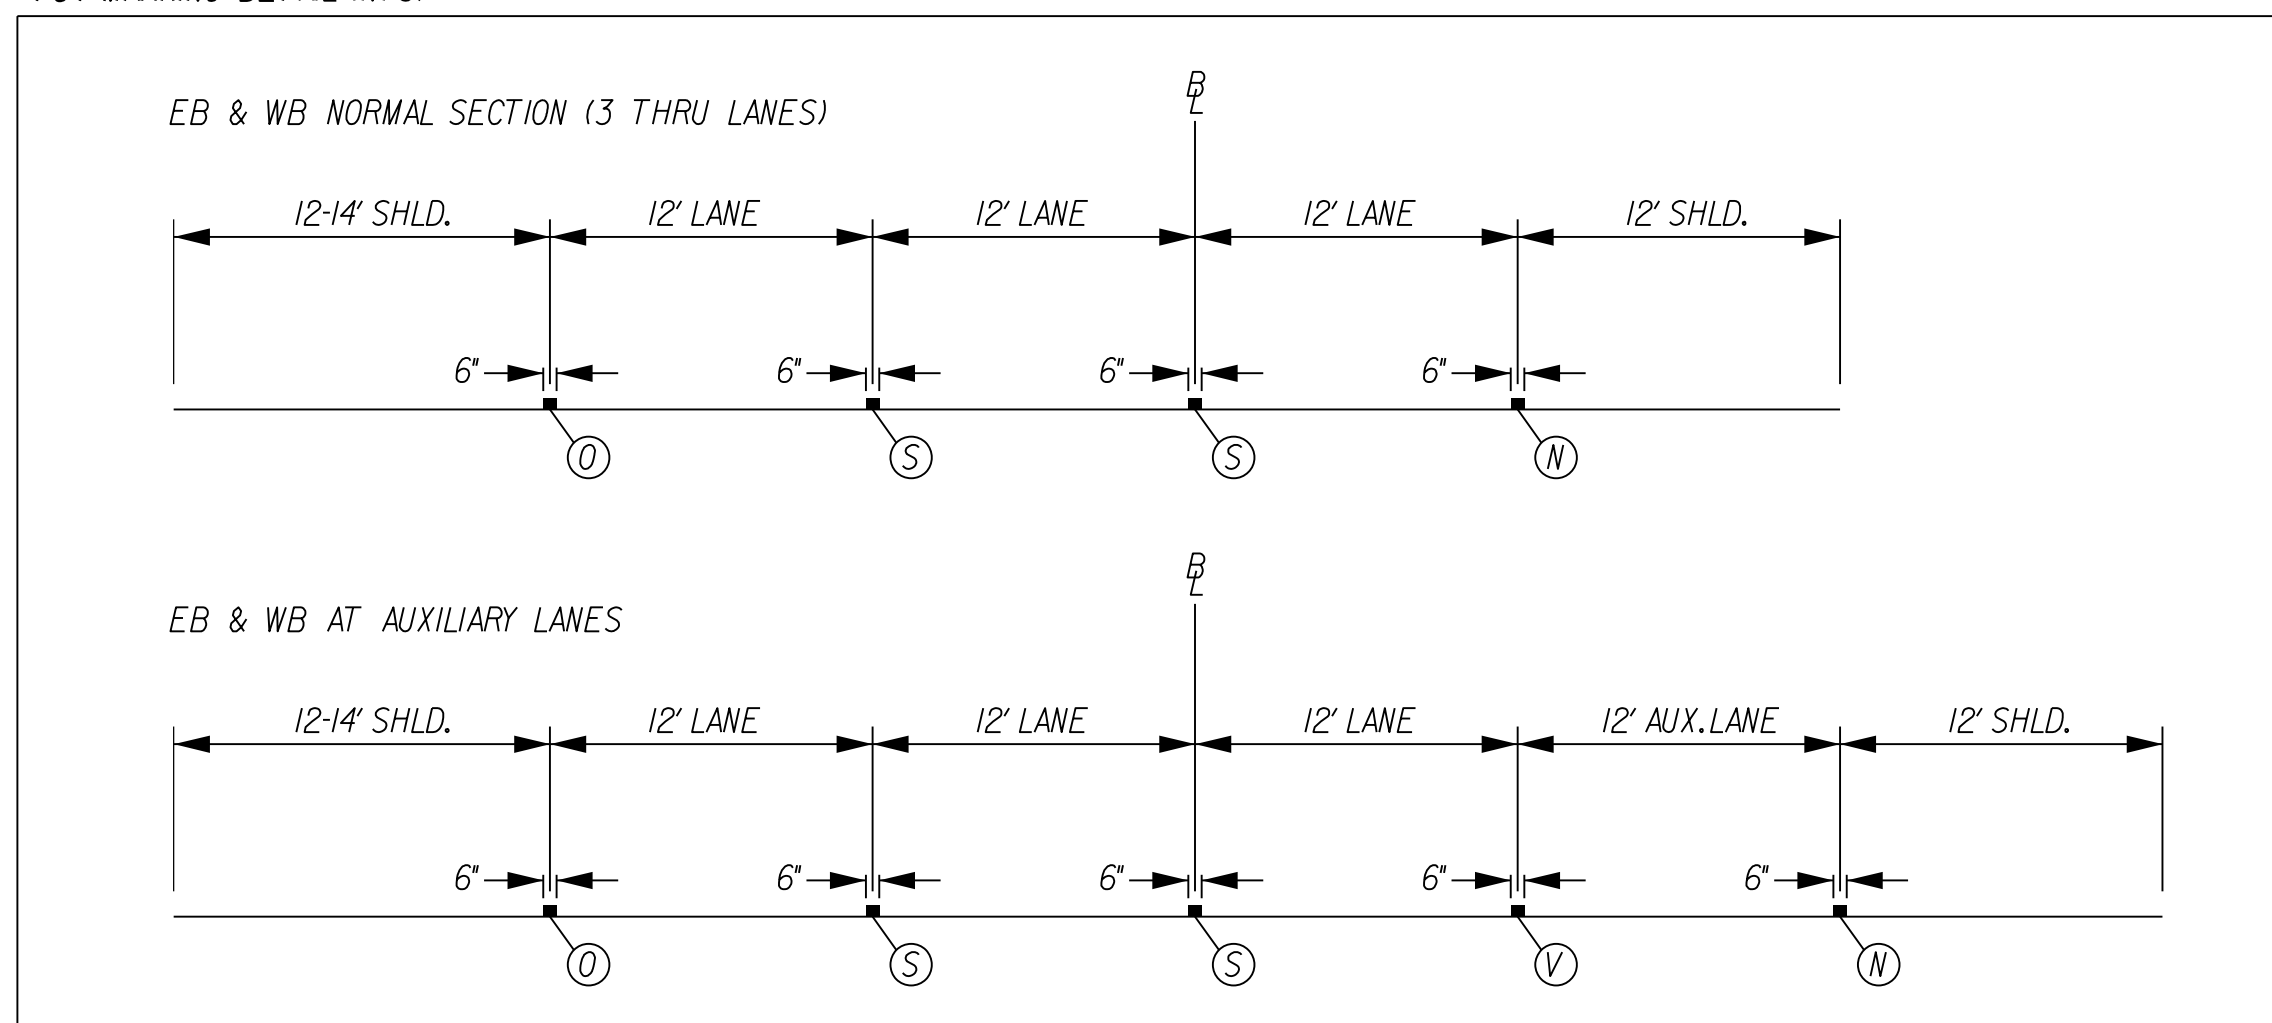 B
L
EB & WB NORMAL SECTION (3 THRU LANES)
12-14' SHLD. 12' LANE 12' LANE 12' LANE 12' SHLD.
6" 6" 6" 6"
O S S N
B
L
EB & WB AT AUXILIARY LANES
12-14' SHLD. 12' LANE 12' LANE 12' LANE 12' AUX. LANE 12' SHLD.
6" 6" 6" 6" 6"
O S S V N